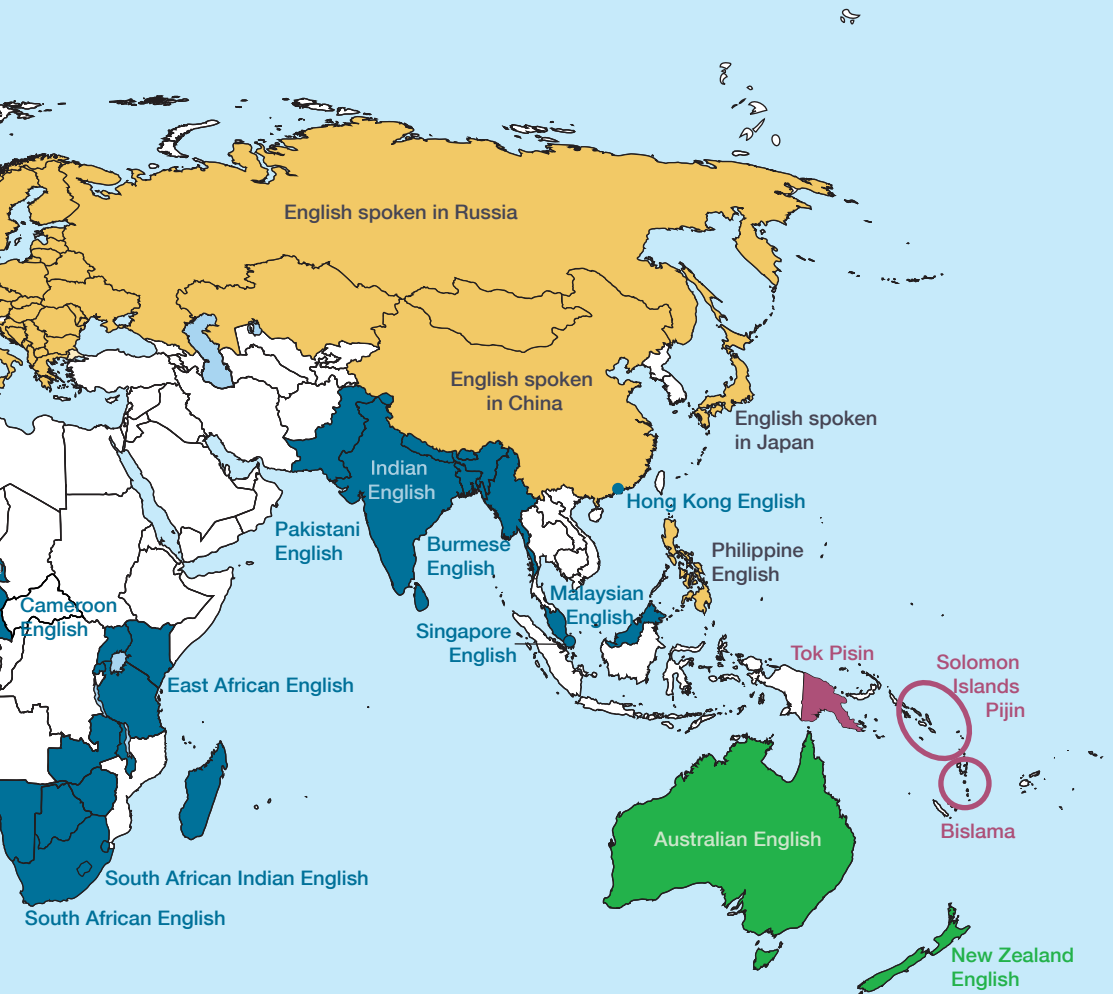 English spoken in Russia
English spoken
in China
English spoken
in Japan
Indian
English
Hong Kong English
Pakistani
English
Burmese
English
Philippine
English
Cameroon
English
Malaysian
English
Singapore
English
East African English
Tok Pisin
Solomon
Islands
Pijin
Bislama
Australian English
South African Indian English
South African English
New Zealand
English